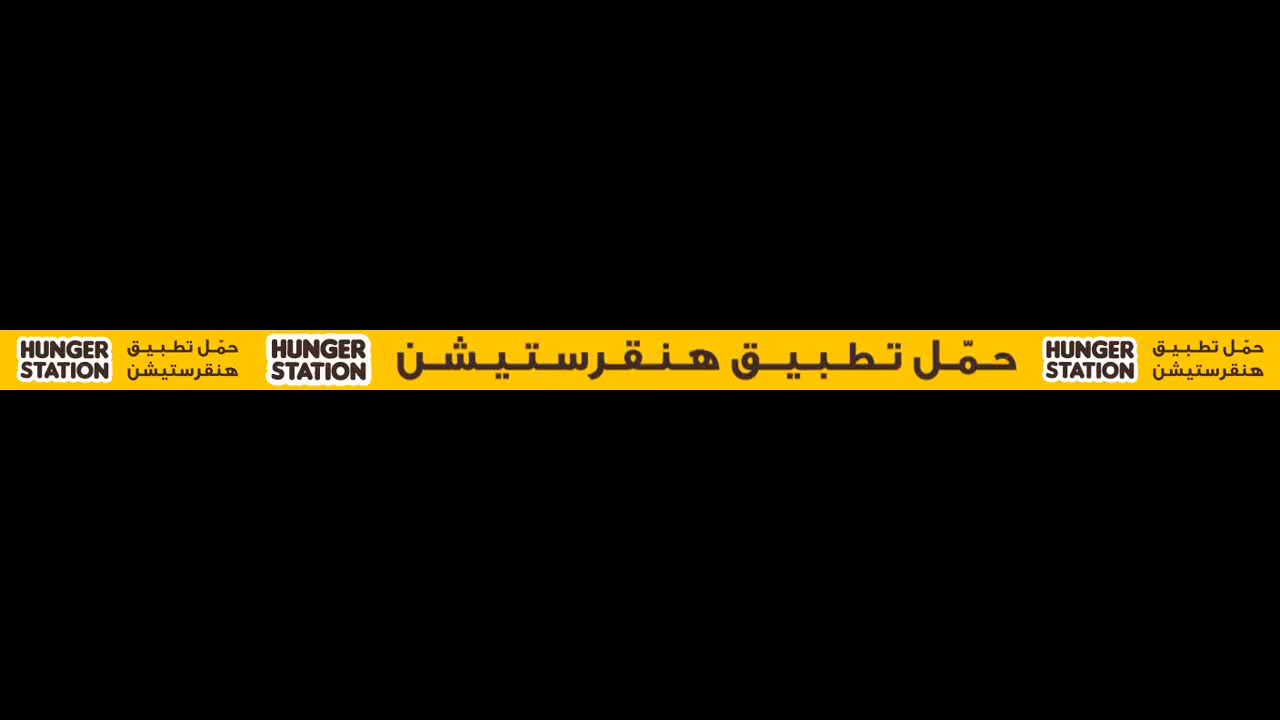 HUNGER
STATION
حمّل تطبيق
هنقرستيشن
HUNGER
STATION
حمّل تطبيق هنقرستيشن
HUNGER
STATION
حمّل تطبيق
هنقرستيشن